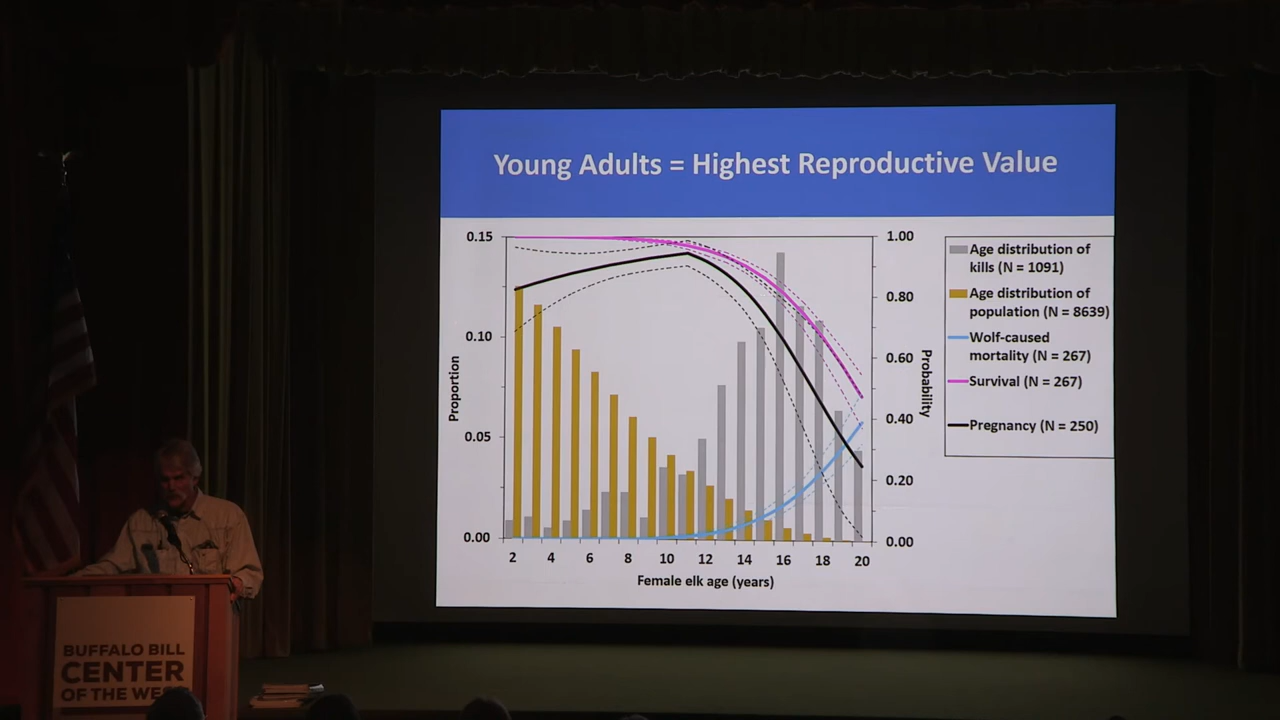 Young Adults = Highest Reproductive Value
0.15
0.10
0.05
0.00
Proportion
1.00
0.80
0.60
0.40
0.20
0.00
Probability
2 4 6 8 10 12 14 16 18 20
Female elk age (years)
Age distribution of
kills (N = 1091)
Age distribution of
population (N = 8639)
Wolf-caused
mortality (N = 267)
Survival (N = 267)
Pregnancy (N = 250)
BUFFALO BILL
CENTER
OF THE WEST